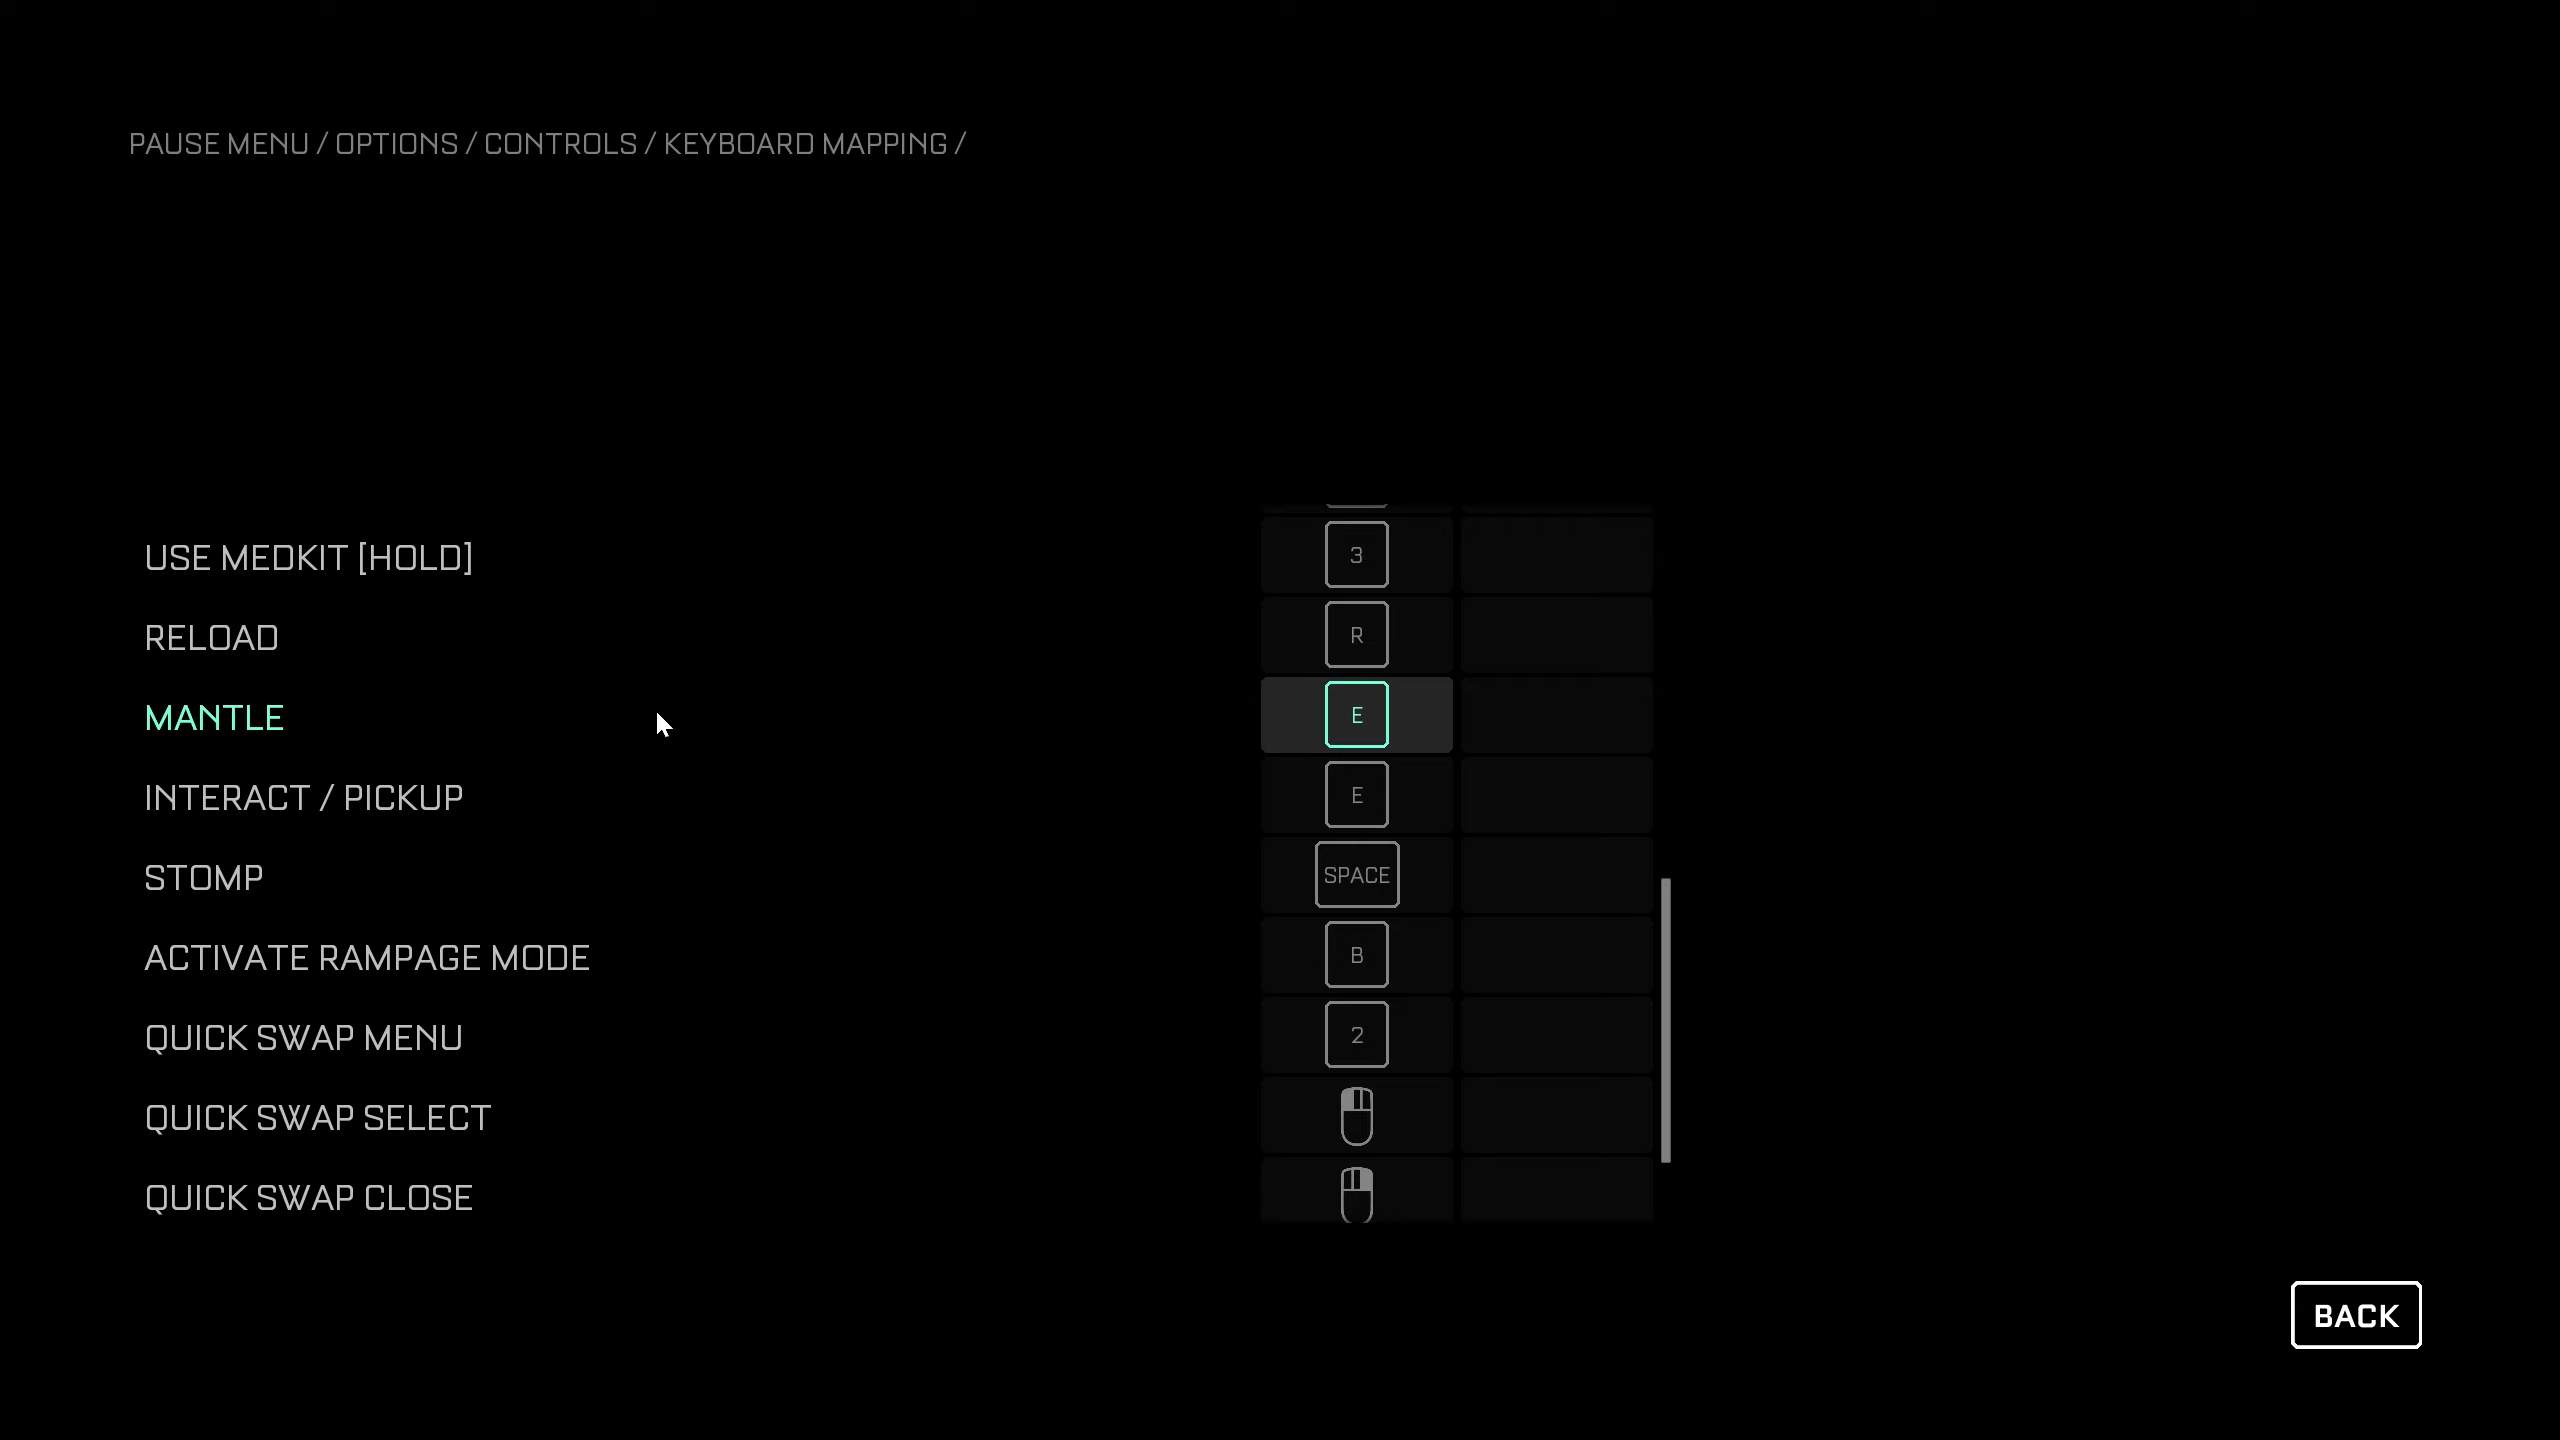 PAUSE MENU / OPTIONS / CONTROLS / KEYBOARD MAPPING /
USE MEDKIT [HOLD] 3
RELOAD R
MANTLE E
INTERACT / PICKUP E
STOMP SPACE
ACTIVATE RAMPAGE MODE B
QUICK SWAP MENU 2
QUICK SWAP SELECT
QUICK SWAP CLOSE
BACK